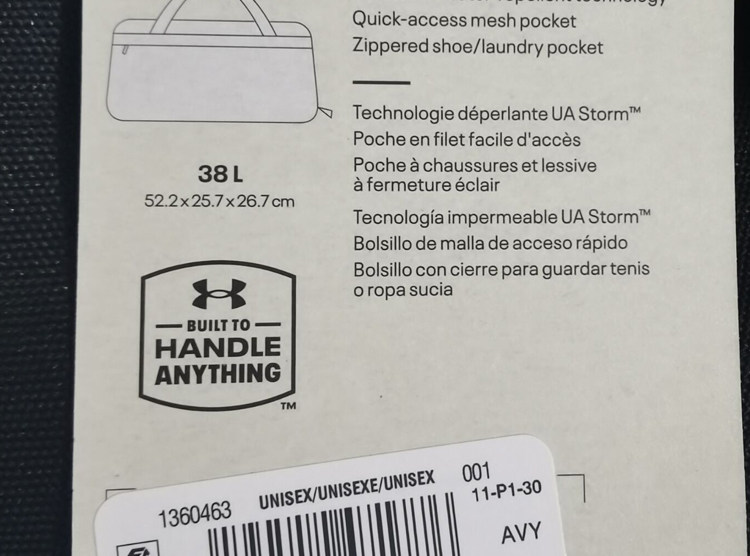 technology
Quick-access mesh pocket
Zippered shoe/laundry pocket
Technologie déperlante UA Storm™
Poche en filet facile d'accès
Poche à chaussures et lessive
à fermeture éclair
Tecnología impermeable UA Storm™
Bolsillo de malla de acceso rápido
Bolsillo con cierre para guardar tenis
o ropa sucia
38 L
52.2 x 25.7 x 26.7 cm
BUILT TO
HANDLE
ANYTHING
TM
1360463 UNISEX/UNISEXE/UNISEX 001
11-P1-30
AVY